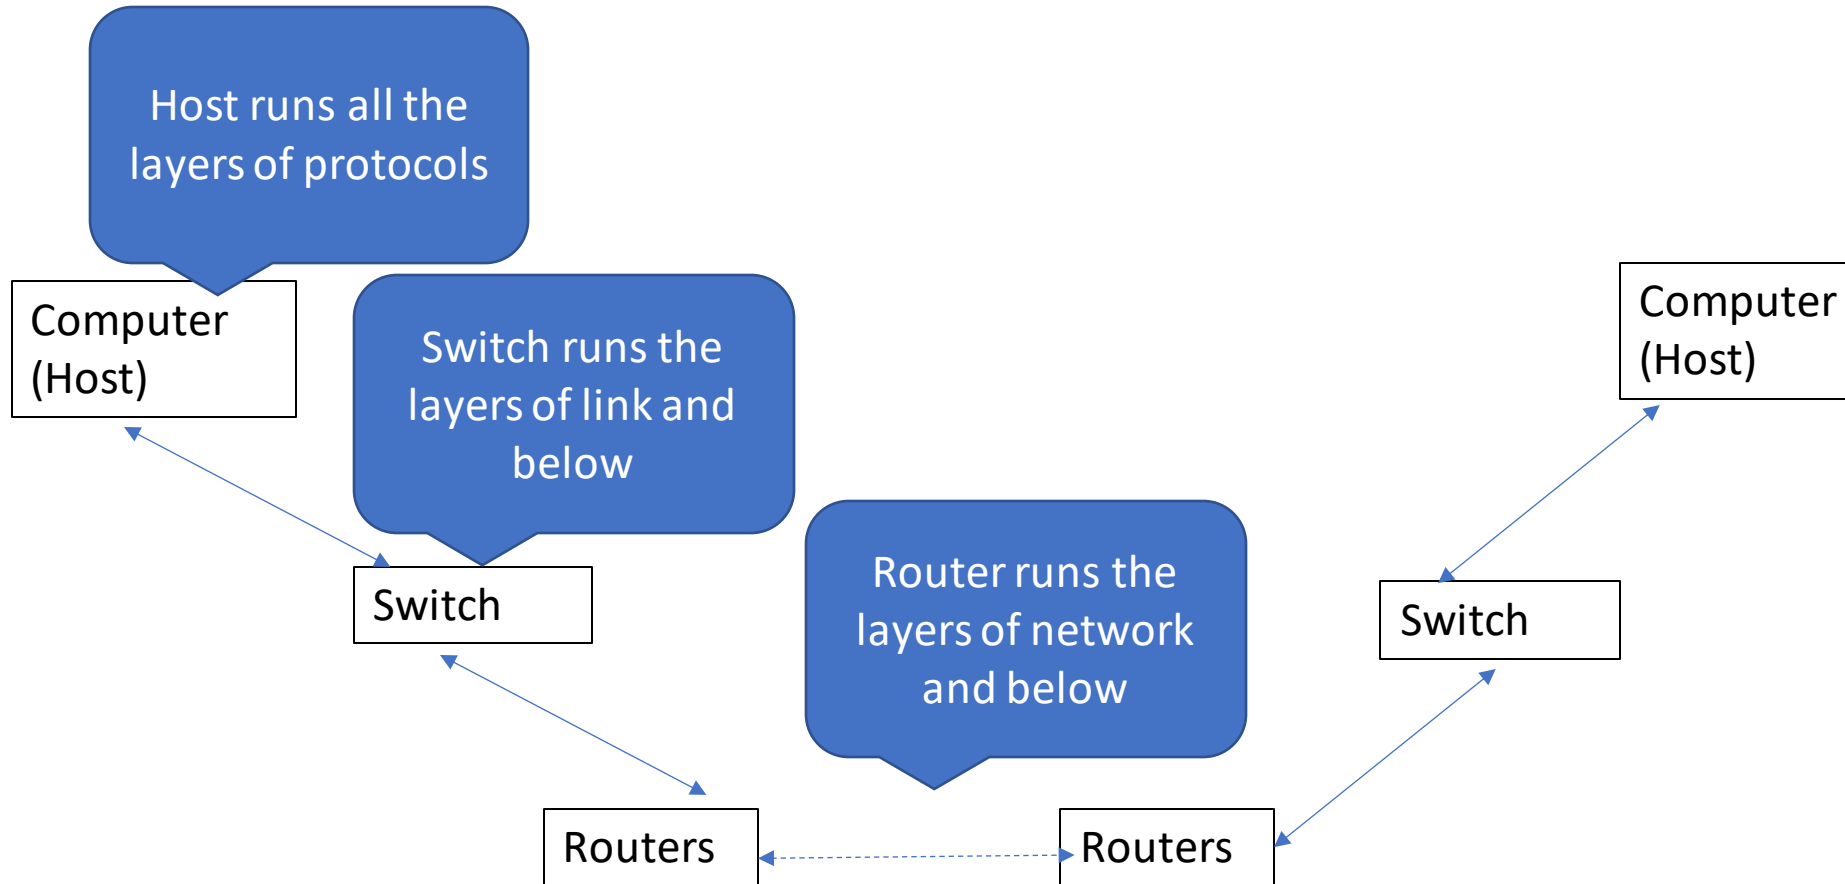 Host runs all the
layers of protocols
Computer
(Host)
Switch runs the
layers of link and
below
Computer
(Host)
Switch
Router runs the
layers of network
and below
Switch
Routers
Routers